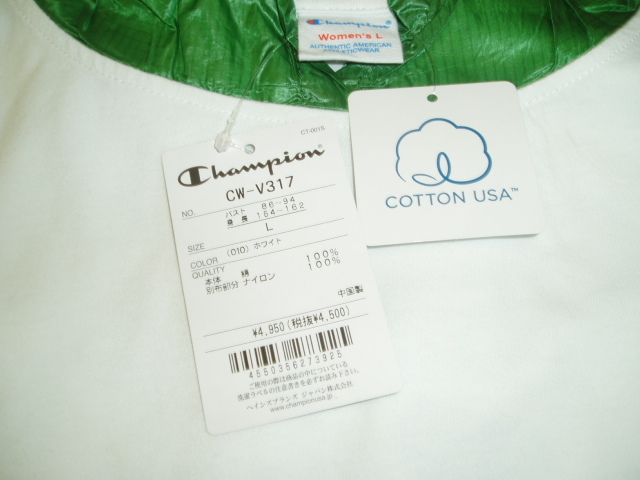 Champion
Women's L
AUTHENTIC AMERICAN
ATHLETICWEAR
CT-0015
Champion
CW-V317
NO.
バスト 86-94
身長 154-162
SIZE
L
COLOR (010) ホワイト
QUALITY
本体 綿 100%
別布部分 ナイロン 100%
中国製
¥4,950(税抜¥4,500)
4550356273925
ご使用の際は商品の中についている
洗濯ラベルの注意書きを必ずお読み下さい。
ヘインズブランズ ジャパン株式会社
www.championusa.jp
COTTON USA™